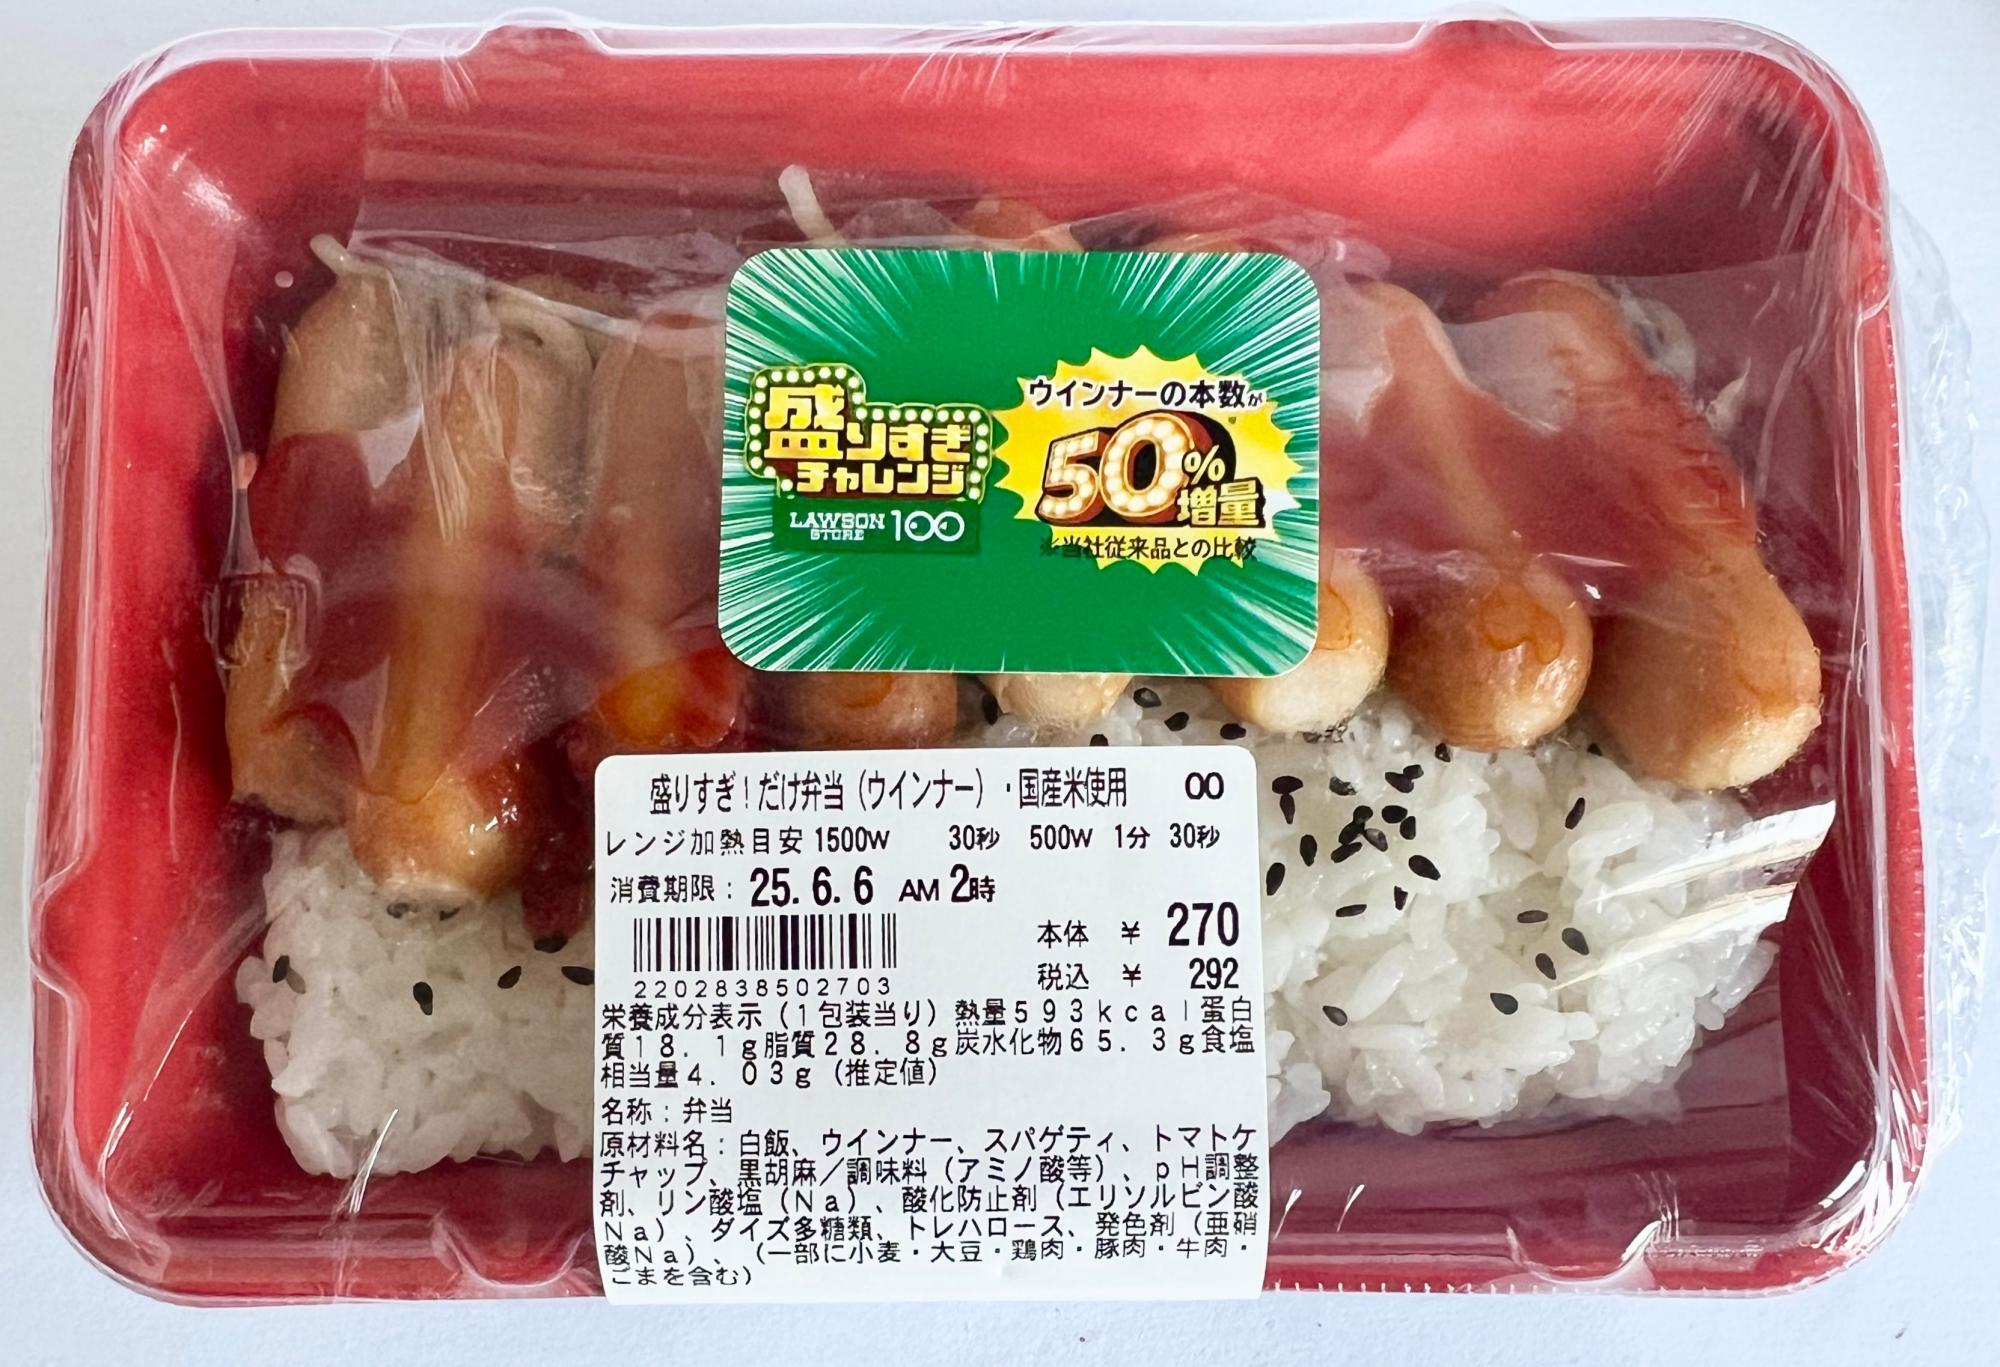 盛りすぎ
チャレンジ
LAWSON
STORE 100
ウインナーの本数が
50%
増量
※当社従来品との比較
盛りすぎ！だけ弁当（ウインナー）・国産米使用 00
レンジ加熱目安 1500W 30秒 500W 1分 30秒
消費期限：25.6.6 AM 2時
本体 ¥ 270
税込 ¥ 292
2202838502703
栄養成分表示（1包装当り）熱量593kcal蛋白
質18.1g脂質28.8g炭水化物65.3g食塩
相当量4.03g（推定値）
名称：弁当
原材料名：白飯、ウインナー、スパゲティ、トマトケ
チャップ、黒胡麻／調味料（アミノ酸等）、pH調整
剤、リン酸塩（Na）、酸化防止剤（エリソルビン酸
Na）、ダイズ多糖類、トレハロース、発色剤（亜硝
酸Na）、（一部に小麦・大豆・鶏肉・豚肉・牛肉・
ごまを含む）